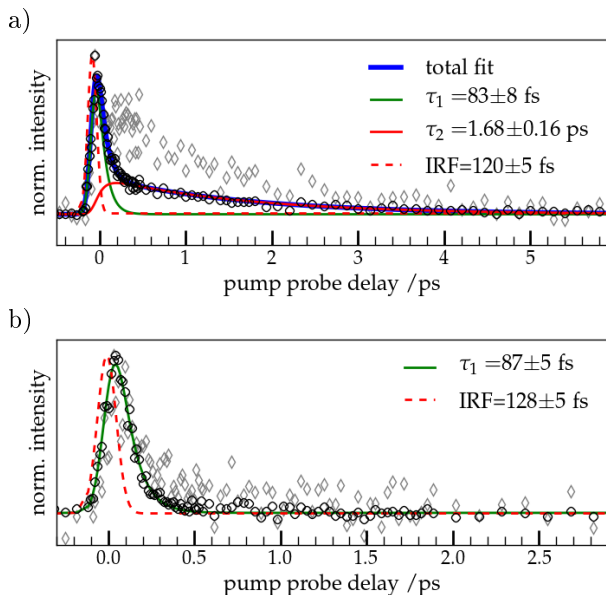 a)
norm. intensity
total fit
τ₁ =83±8 fs
τ₂ =1.68±0.16 ps
IRF=120±5 fs
0 1 2 3 4 5
pump probe delay /ps
b)
norm. intensity
τ₁ =87±5 fs
IRF=128±5 fs
0.0 0.5 1.0 1.5 2.0 2.5
pump probe delay /ps